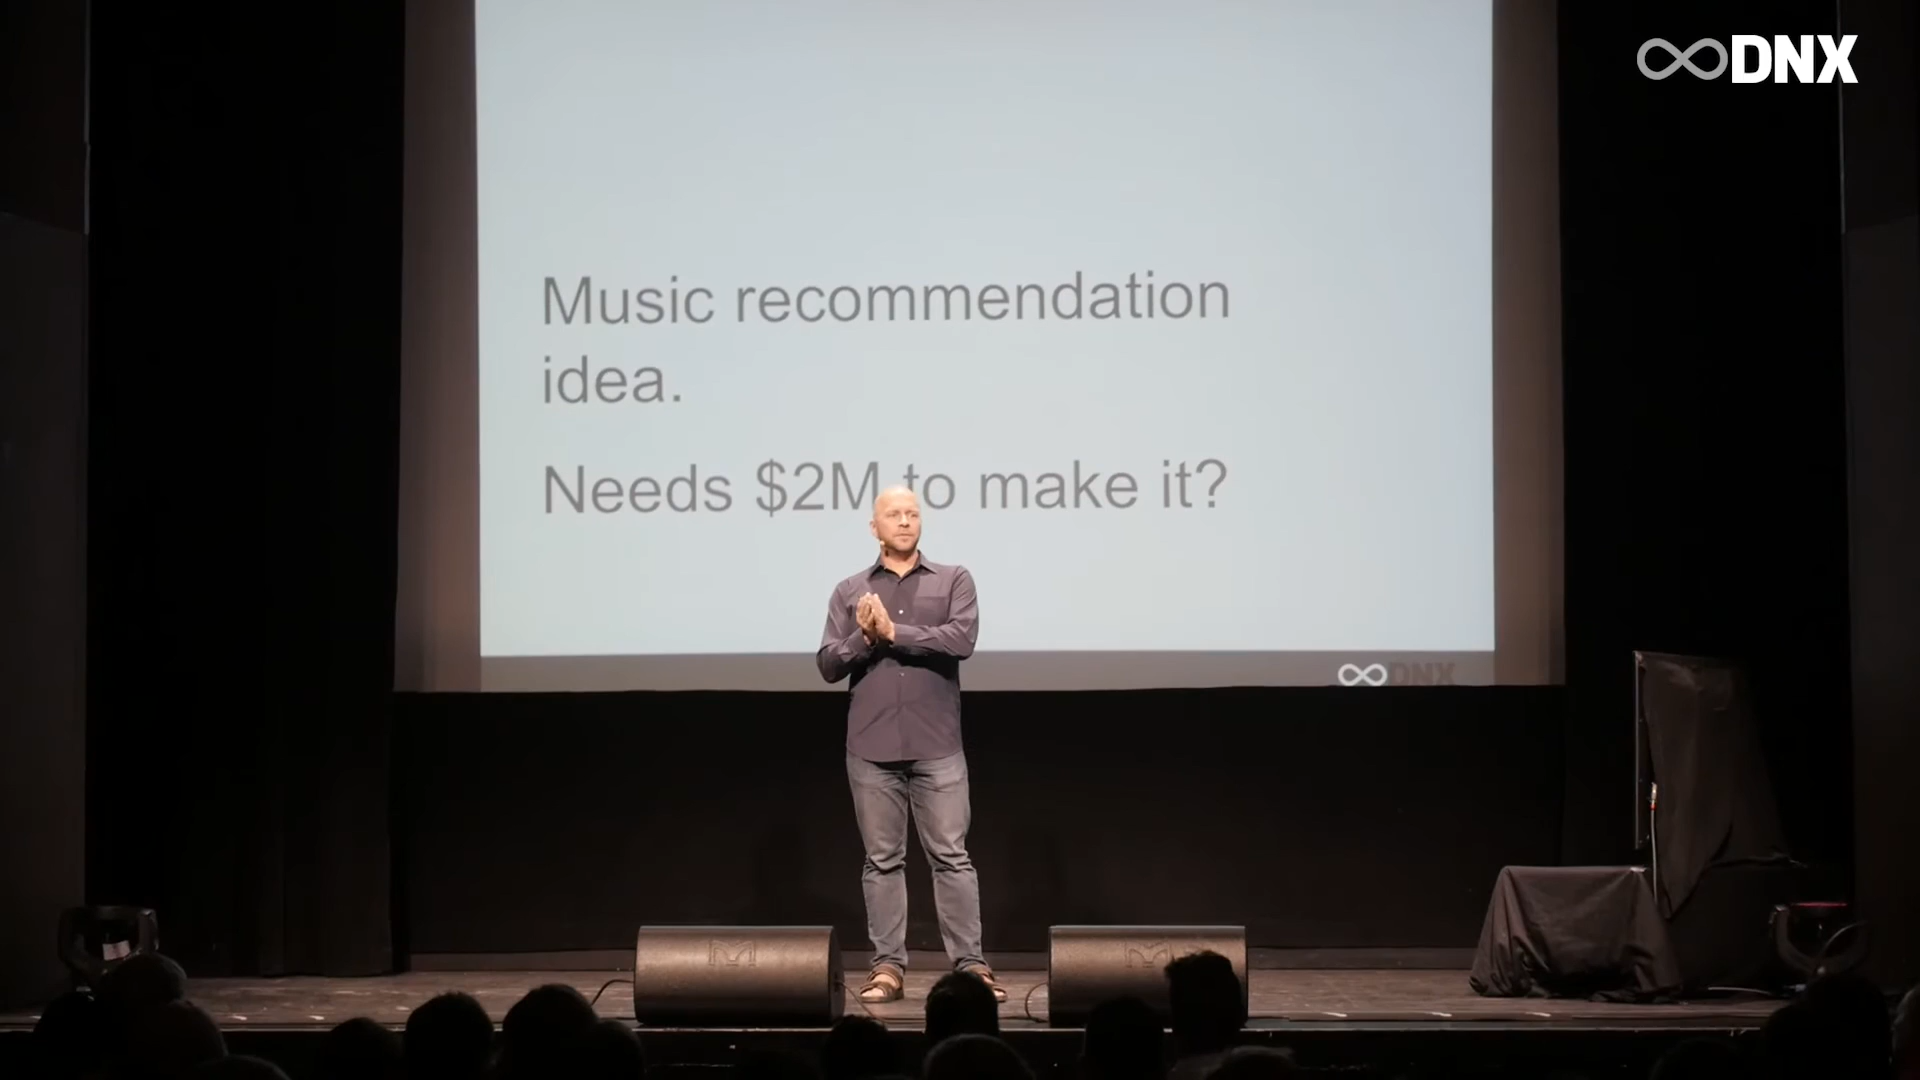 DNX
Music recommendation
idea.
Needs $2M to make it?
DNX